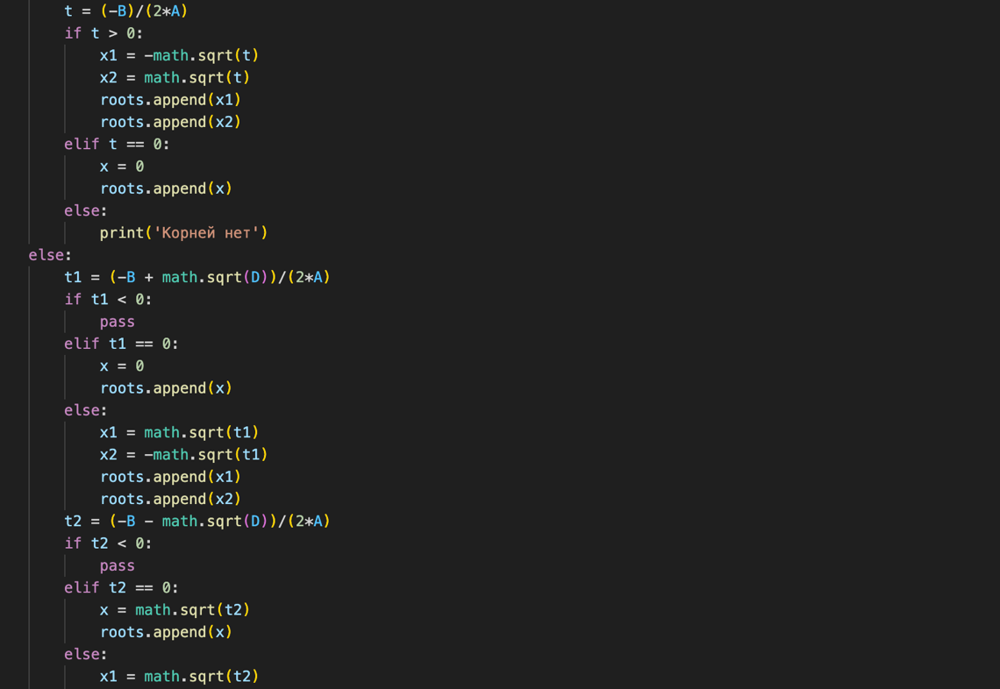 t = (-B)/(2*A)
if t > 0:
x1 = -math.sqrt(t)
x2 = math.sqrt(t)
roots.append(x1)
roots.append(x2)
elif t == 0:
x = 0
roots.append(x)
else:
print('Корней нет')
else:
t1 = (-B + math.sqrt(D))/(2*A)
if t1 < 0:
pass
elif t1 == 0:
x = 0
roots.append(x)
else:
x1 = math.sqrt(t1)
x2 = -math.sqrt(t1)
roots.append(x1)
roots.append(x2)
t2 = (-B - math.sqrt(D))/(2*A)
if t2 < 0:
pass
elif t2 == 0:
x = math.sqrt(t2)
roots.append(x)
else:
x1 = math.sqrt(t2)